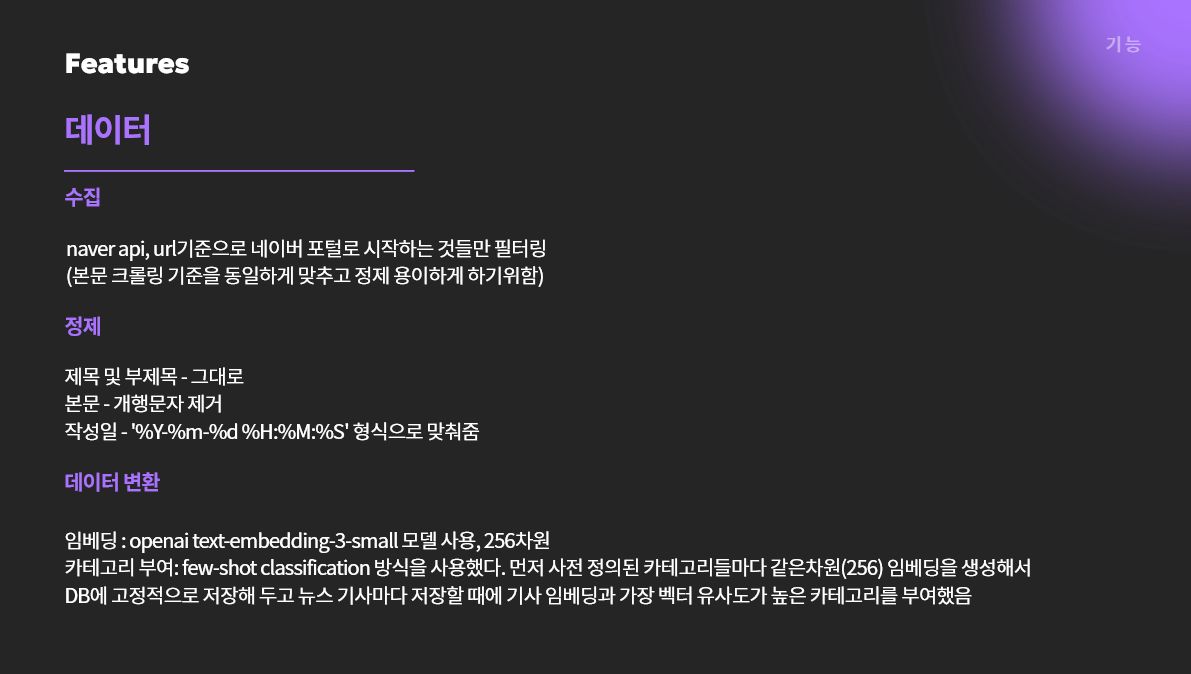 기능
Features
데이터
수집
naver api, url기준으로 네이버 포털로 시작하는 것들만 필터링
(본문 크롤링 기준을 동일하게 맞추고 정제 용이하게 하기위함)
정제
제목 및 부제목 - 그대로
본문 - 개행문자 제거
작성일 - '%Y-%m-%d %H:%M:%S' 형식으로 맞춰줌
데이터 변환
임베딩 : openai text-embedding-3-small 모델 사용, 256차원
카테고리 부여: few-shot classification 방식을 사용했다. 먼저 사전 정의된 카테고리들마다 같은차원(256) 임베딩을 생성해서
DB에 고정적으로 저장해 두고 뉴스 기사마다 저장할 때에 기사 임베딩과 가장 벡터 유사도가 높은 카테고리를 부여했음